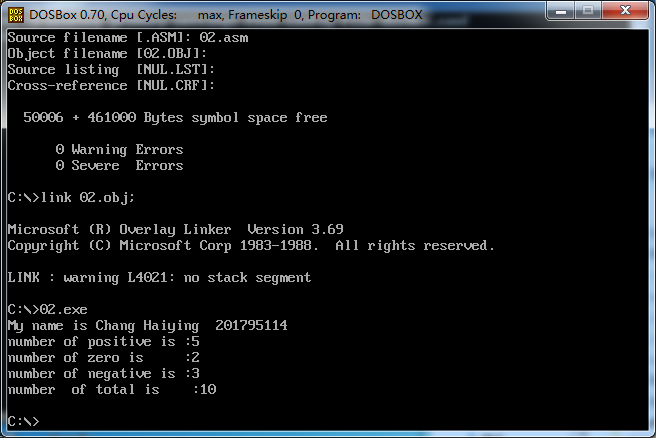 DOS
BOX
DOSBox 0.70, Cpu Cycles: max, Frameskip 0, Program: DOSBOX
Source filename [.ASM]: 02.asm
Object filename [02.OBJ]:
Source listing [NUL.LST]:
Cross-reference [NUL.CRF]:
50006 + 461000 Bytes symbol space free
0 Warning Errors
0 Severe Errors
C:\>link 02.obj;
Microsoft (R) Overlay Linker Version 3.69
Copyright (C) Microsoft Corp 1983-1988. All rights reserved.
LINK : warning L4021: no stack segment
C:\>02.exe
My name is Chang Haiying 201795114
number of positive is :5
number of zero is :2
number of negative is :3
number of total is :10
C:\>